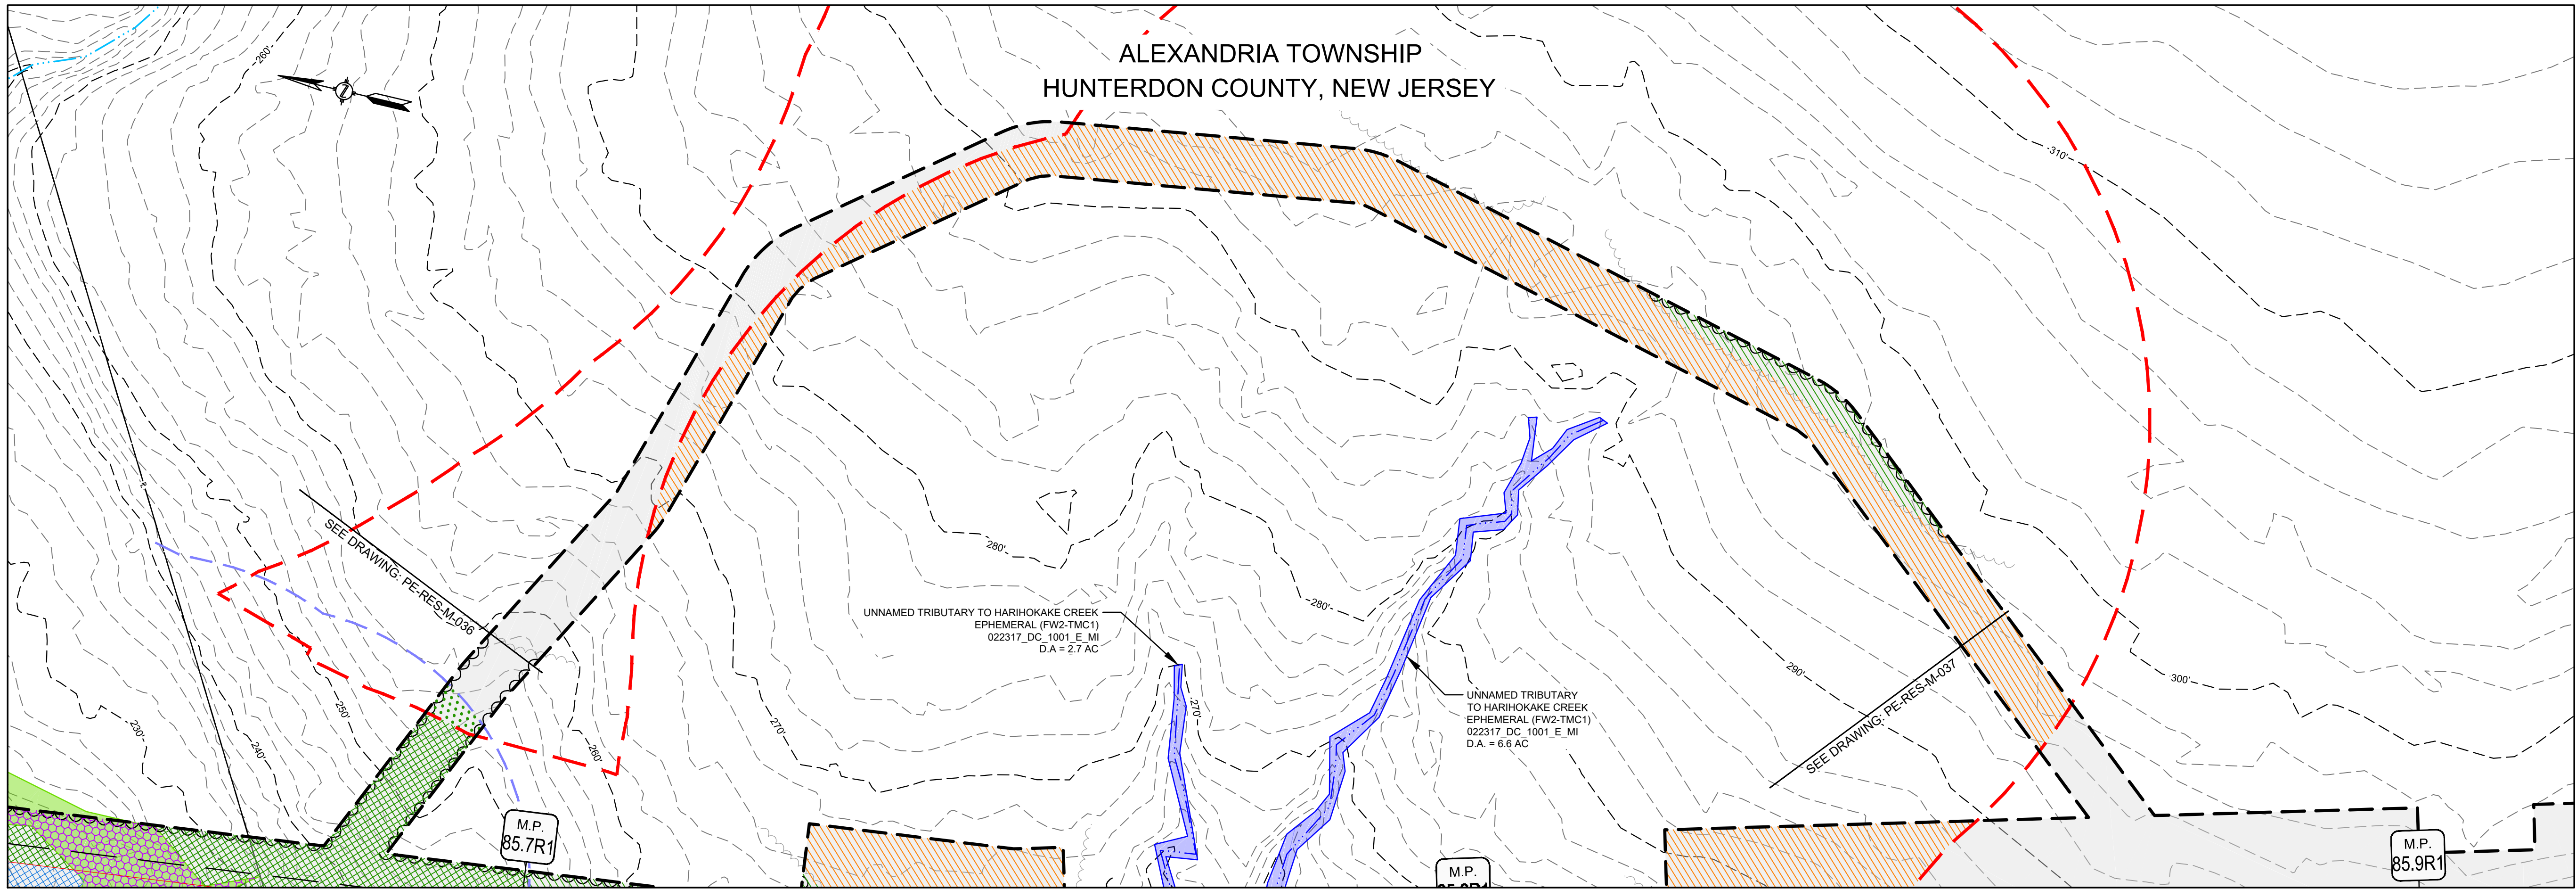 ALEXANDRIA TOWNSHIP
HUNTERDON COUNTY, NEW JERSEY
260'
310'
SEE DRAWING: PE-RES-M-036
280'
280'
UNNAMED TRIBUTARY TO HARIHOKAKE CREEK
EPHEMERAL (FW2-TMC1)
022317_DC_1001_E_MI
D.A = 2.7 AC
UNNAMED TRIBUTARY
TO HARIHOKAKE CREEK
EPHEMERAL (FW2-TMC1)
022317_DC_1001_E_MI
D.A. = 6.6 AC
SEE DRAWING: PE-RES-M-037
290'
300'
230'
240'
250'
260'
270'
270'
M.P.
85.7R1
M.P.
M.P.
85.9R1